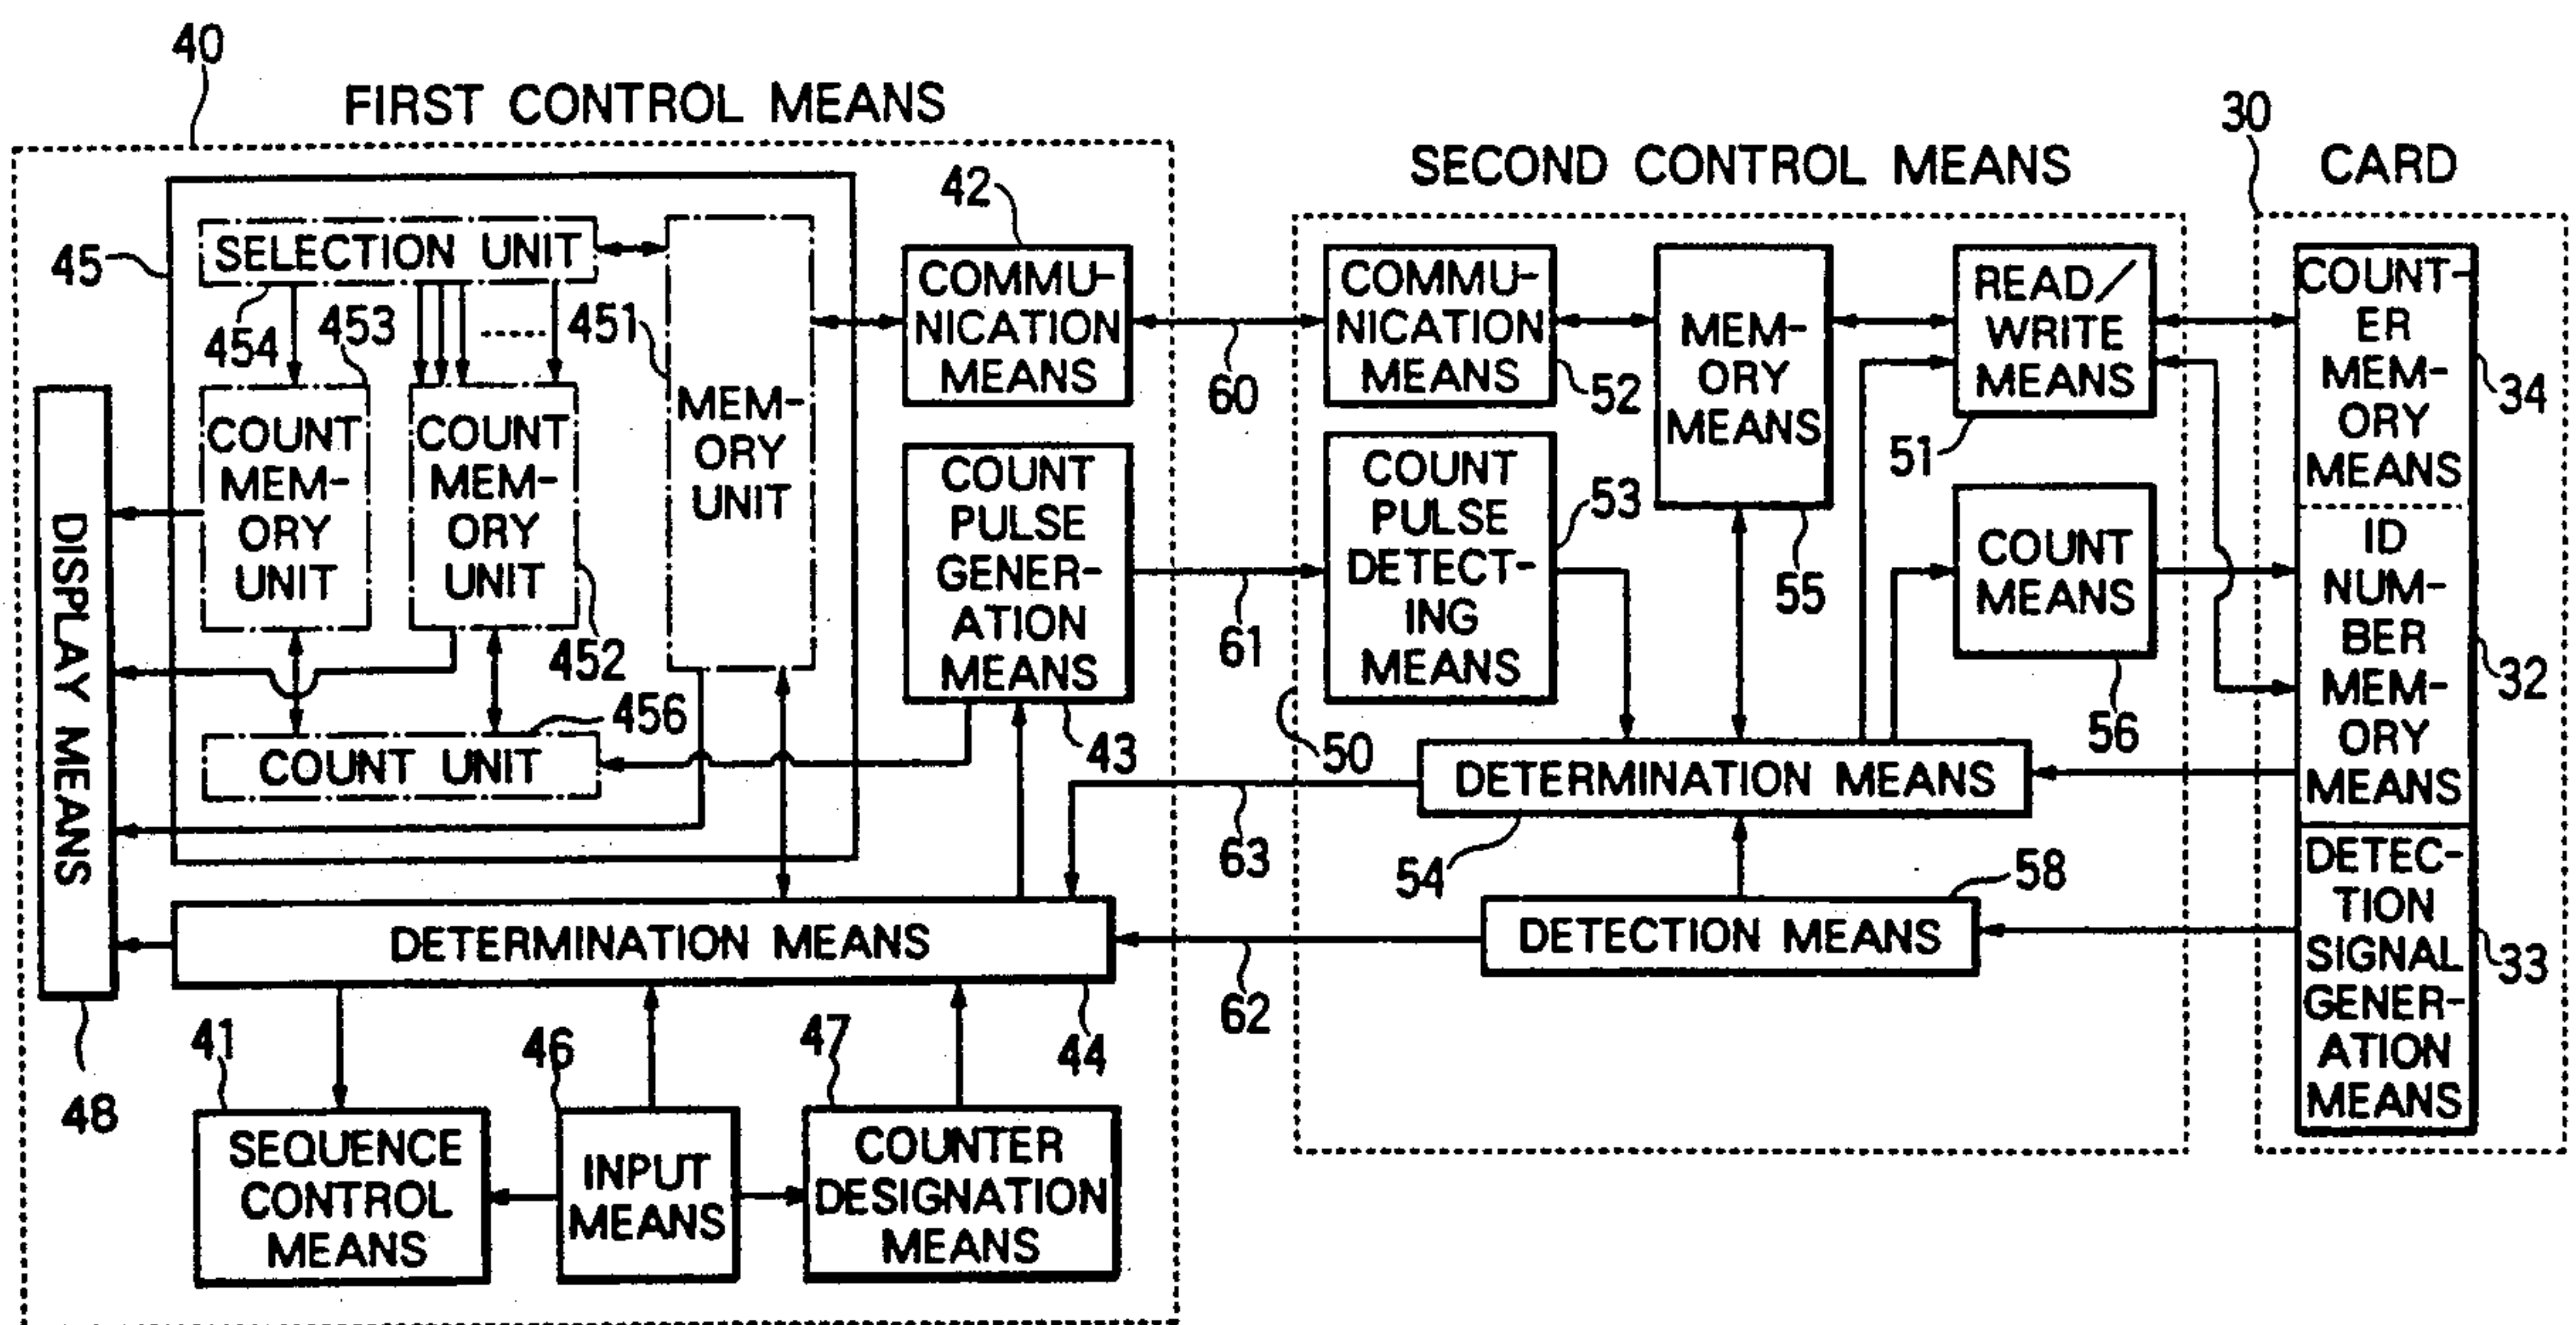 40
FIRST CONTROL MEANS
30
SECOND CONTROL MEANS
CARD
42
45
SELECTION UNIT
454
453
451
COUNT
MEM-
ORY
UNIT
COUNT
MEM-
ORY
UNIT
452
MEM-
ORY
UNIT
456
COUNT UNIT
DISPLAY MEANS
48
COMMU-
NICATION
MEANS
60
COUNT
PULSE
GENER-
ATION
MEANS
43
61
COMMU-
NICATION
MEANS
52
COUNT
PULSE
DETECT-
ING
MEANS
53
50
MEM-
ORY
MEANS
55
READ/
WRITE
MEANS
51
COUNT
MEANS
56
COUNT-
ER
MEM-
ORY
MEANS
34
ID
NUM-
BER
MEM-
ORY
MEANS
32
DETEC-
TION
SIGNAL
GENER-
ATION
MEANS
33
DETERMINATION MEANS
54
63
DETECTION MEANS
58
62
DETERMINATION MEANS
44
41
SEQUENCE
CONTROL
MEANS
46
INPUT
MEANS
47
COUNTER
DESIGNATION
MEANS